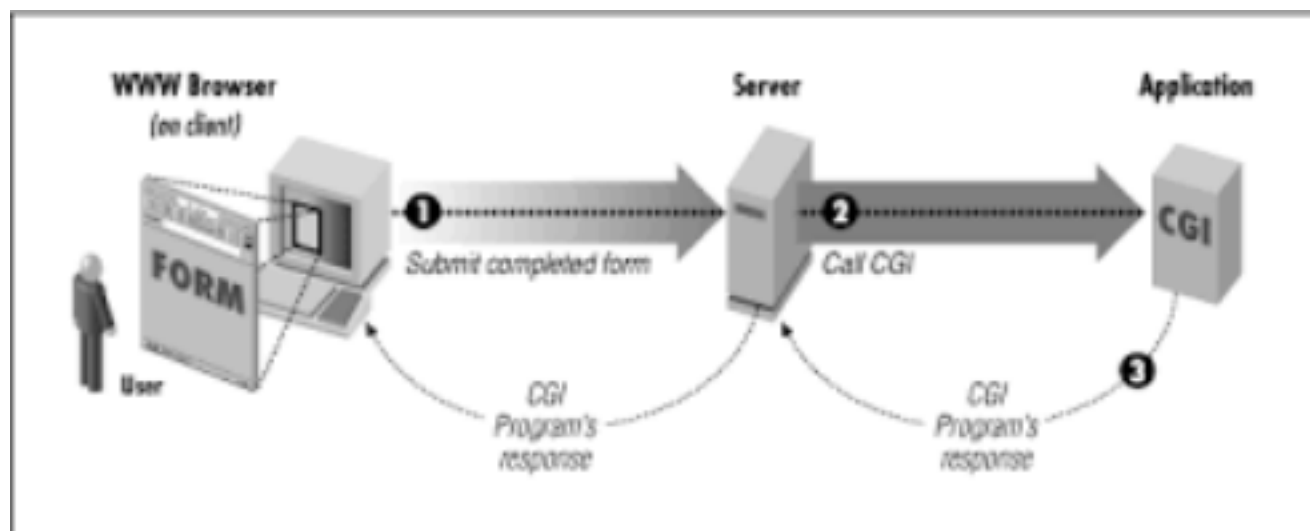 WWW Browser
(on client)
Server
Application
1
2
CGI
Submit completed form
Call CGI
FORM
User
3
CGI
Program's
response
CGI
Program's
response